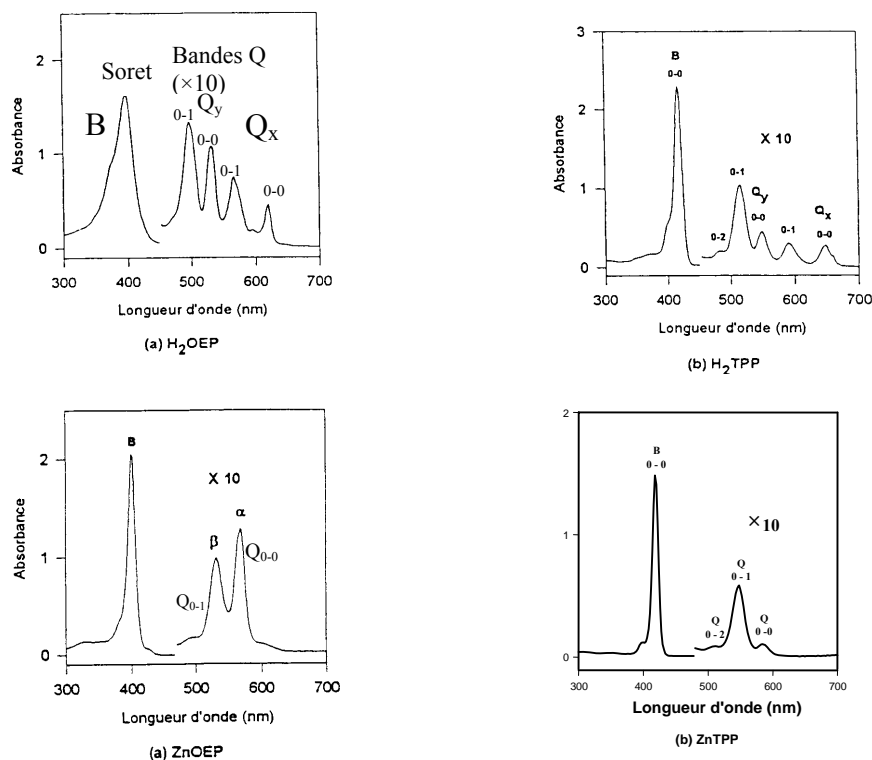 2
1
0
Absorbance
Soret
B
Bandes Q
(×10)
0-1
Qy
0-0
0-1
Qx
0-0
300 400 500 600 700
Longueur d'onde (nm)
(a) H2OEP
3
2
1
0
Absorbance
B
0-0
X 10
0-2
0-1
Qy
0-0
0-1
Qx
0-0
300 400 500 600 700
Longueur d'onde (nm)
(b) H2TPP
2
1
0
Absorbance
B
X 10
β
α
Q0-1
Q0-0
300 400 500 600 700
Longueur d'onde (nm)
(a) ZnOEP
2
1
0
B
0 - 0
× 10
Q
0 - 1
Q
0 - 2
Q
0 - 0
300 400 500 600 700
Longueur d'onde (nm)
(b) ZnTPP